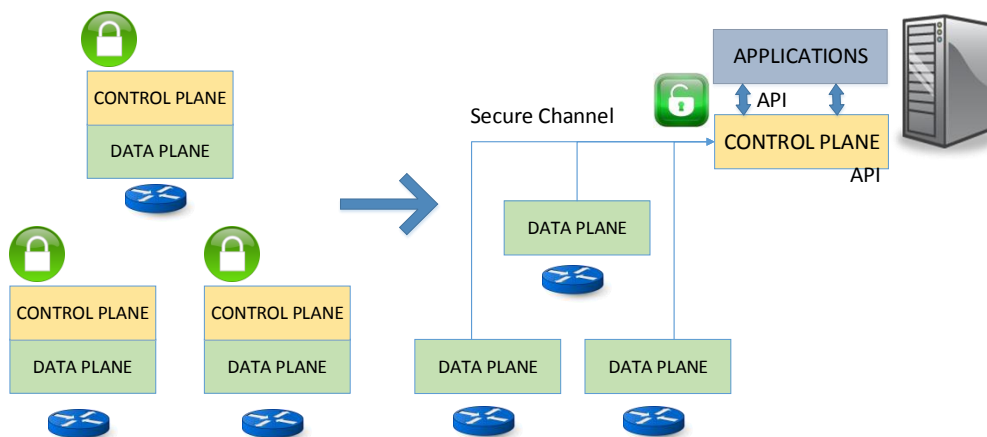 CONTROL PLANE
DATA PLANE
CONTROL PLANE
DATA PLANE
CONTROL PLANE
DATA PLANE
APPLICATIONS
API
Secure Channel
CONTROL PLANE
API
DATA PLANE
DATA PLANE
DATA PLANE